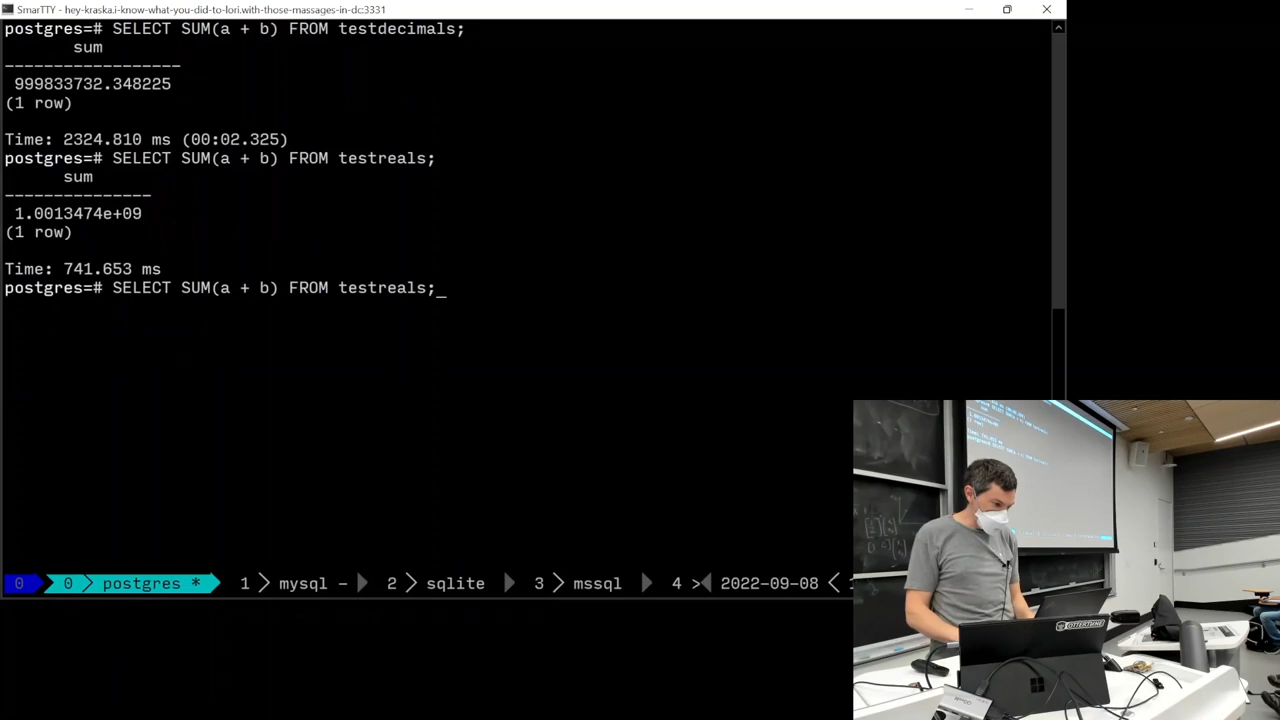 SmarTTY - hey-kraska.i-know-what-you-did-to-lori.with-those-massages-in-dc:3331
postgres=# SELECT SUM(a + b) FROM testdecimals;
sum
------------------
999833732.348225
(1 row)
Time: 2324.810 ms (00:02.325)
postgres=# SELECT SUM(a + b) FROM testreals;
sum
---------------
1.0013474e+09
(1 row)
Time: 741.653 ms
postgres=# SELECT SUM(a + b) FROM testreals;_
0 0 postgres * 1 mysql - 2 sqlite 3 mssql 4 > 2022-09-08
OTTERTUNE